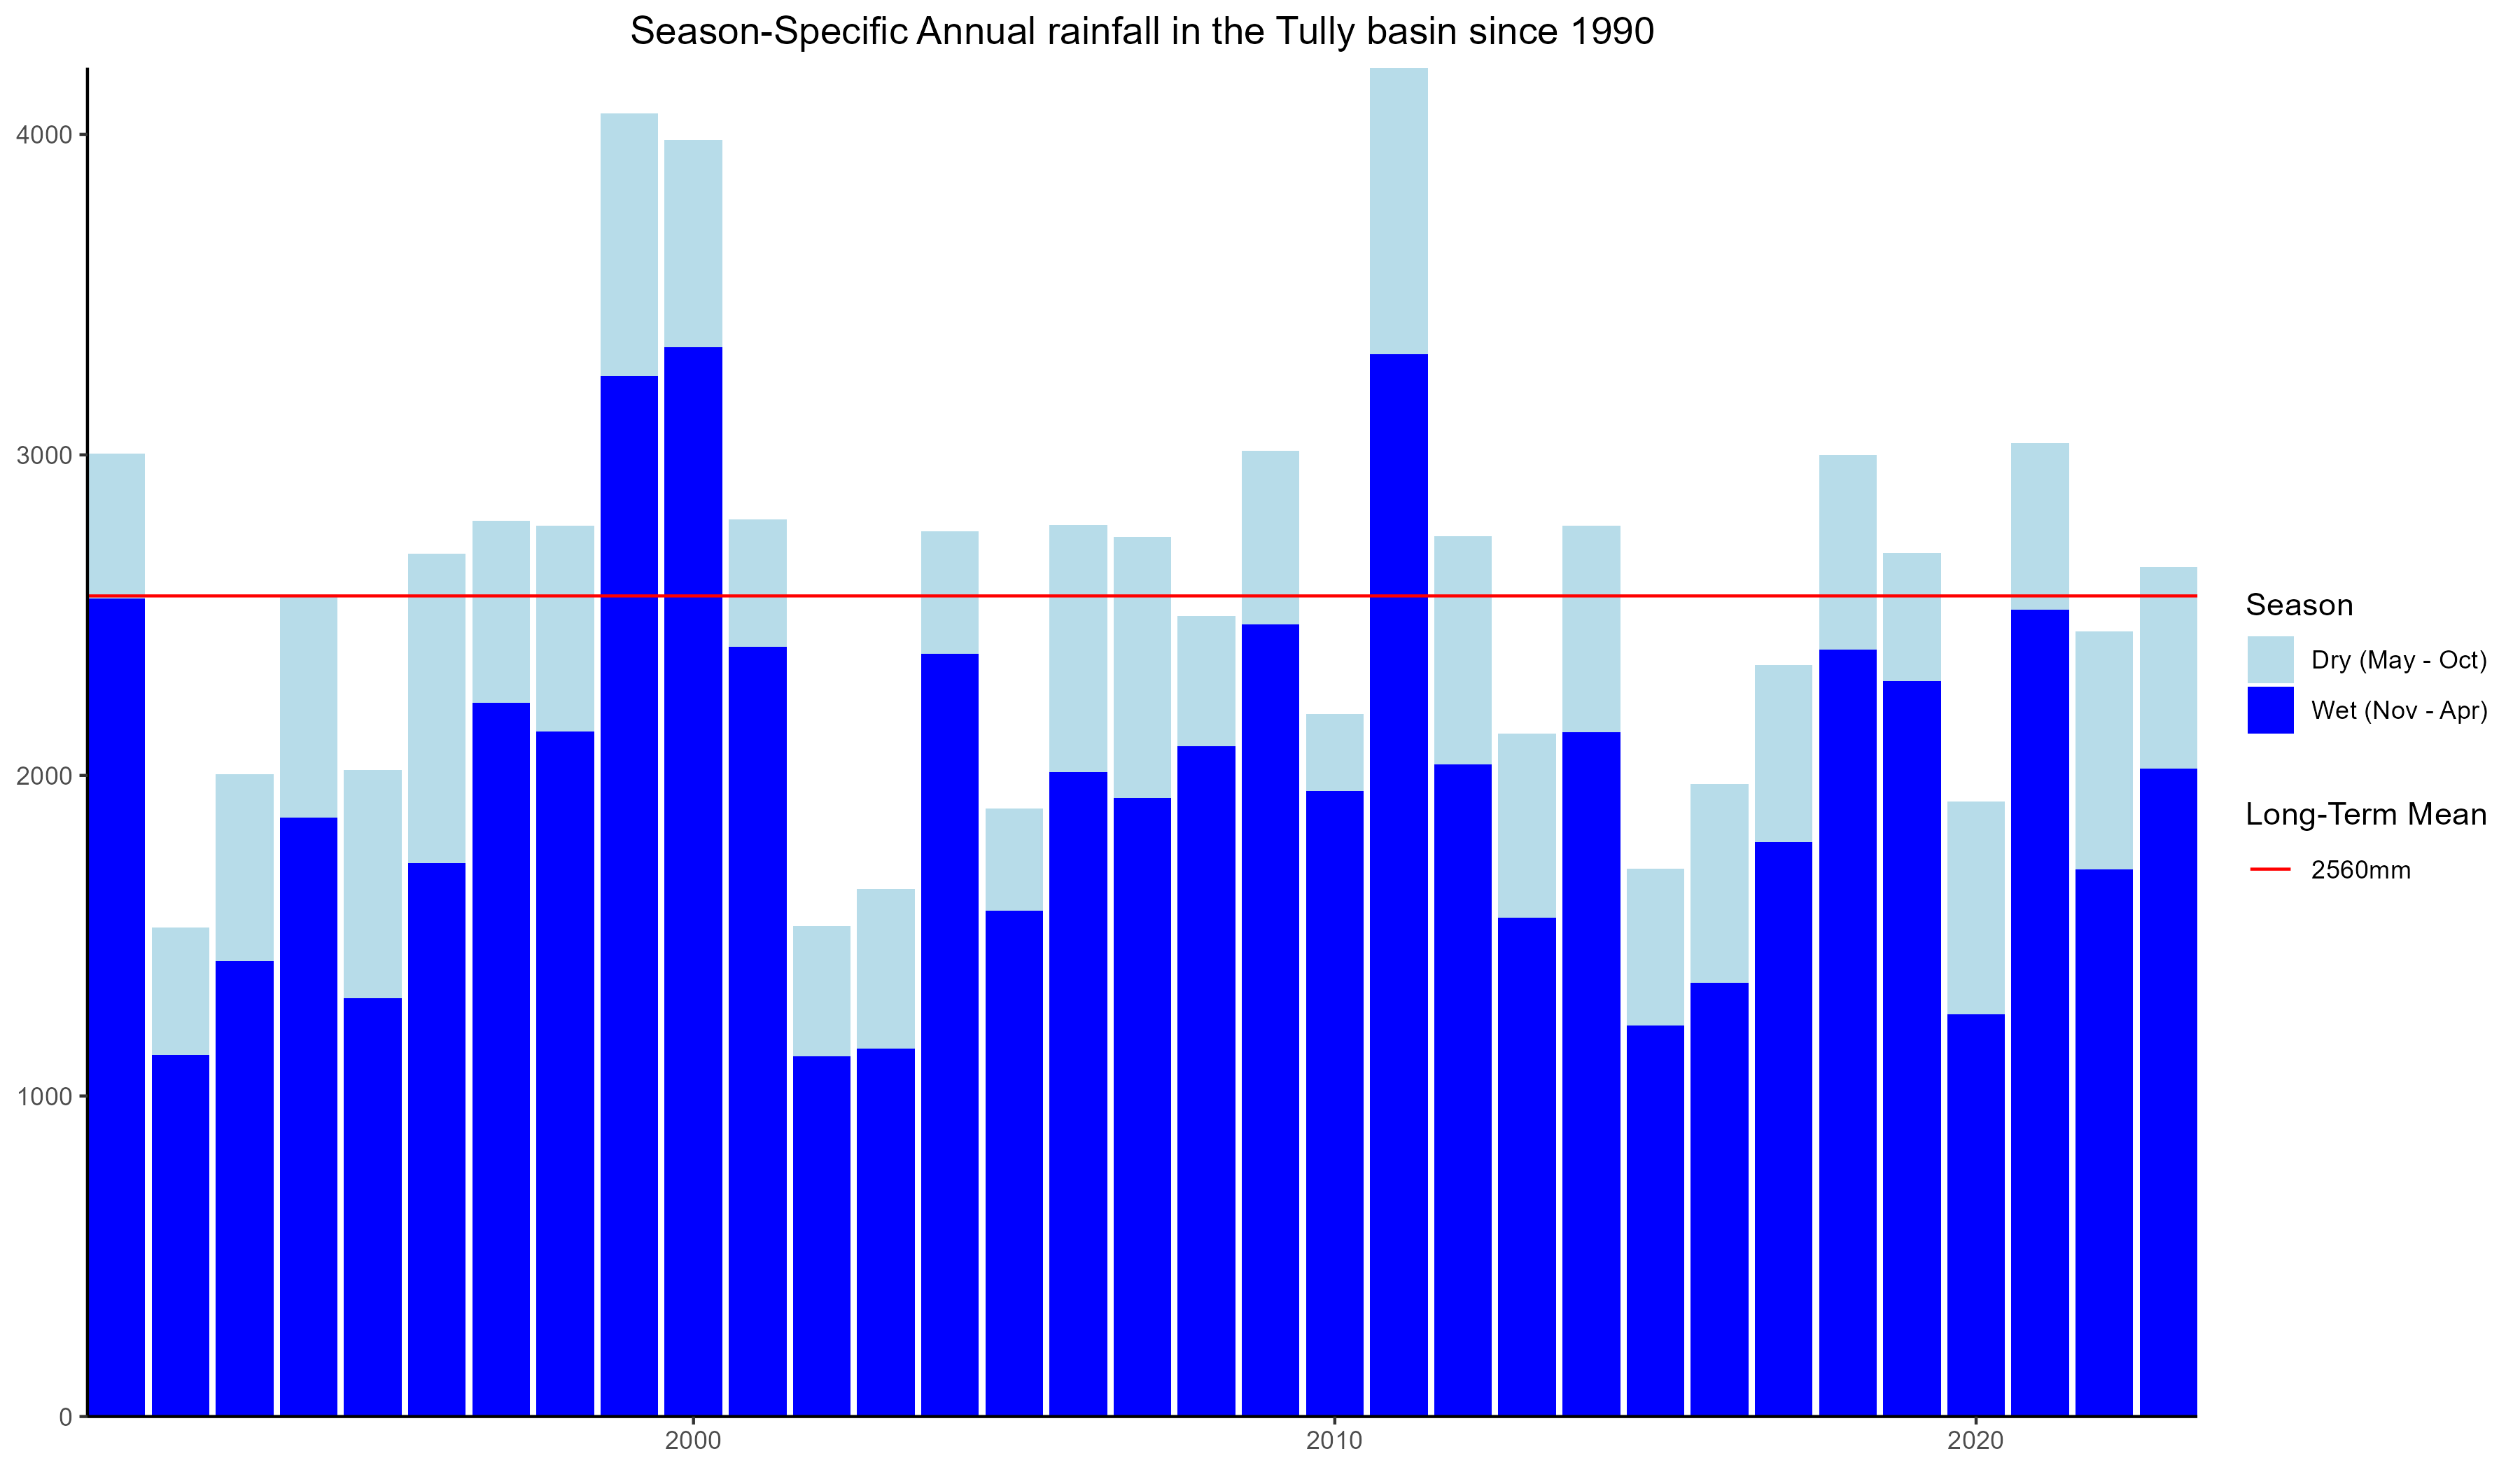 Season-Specific Annual rainfall in the Tully basin since 1990
4000
3000
2000
1000
0
2000
2010
2020
Season
Dry (May - Oct)
Wet (Nov - Apr)
Long-Term Mean
2560mm